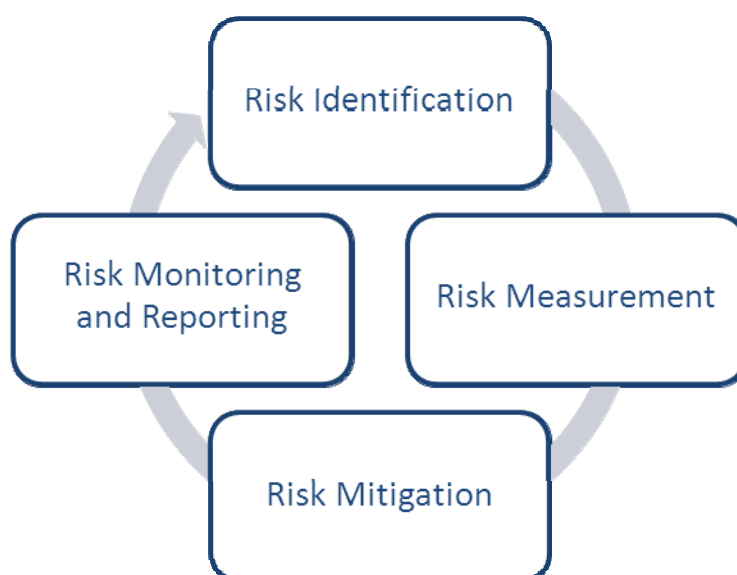 Risk Identification
Risk Measurement
Risk Mitigation
Risk Monitoring
and Reporting